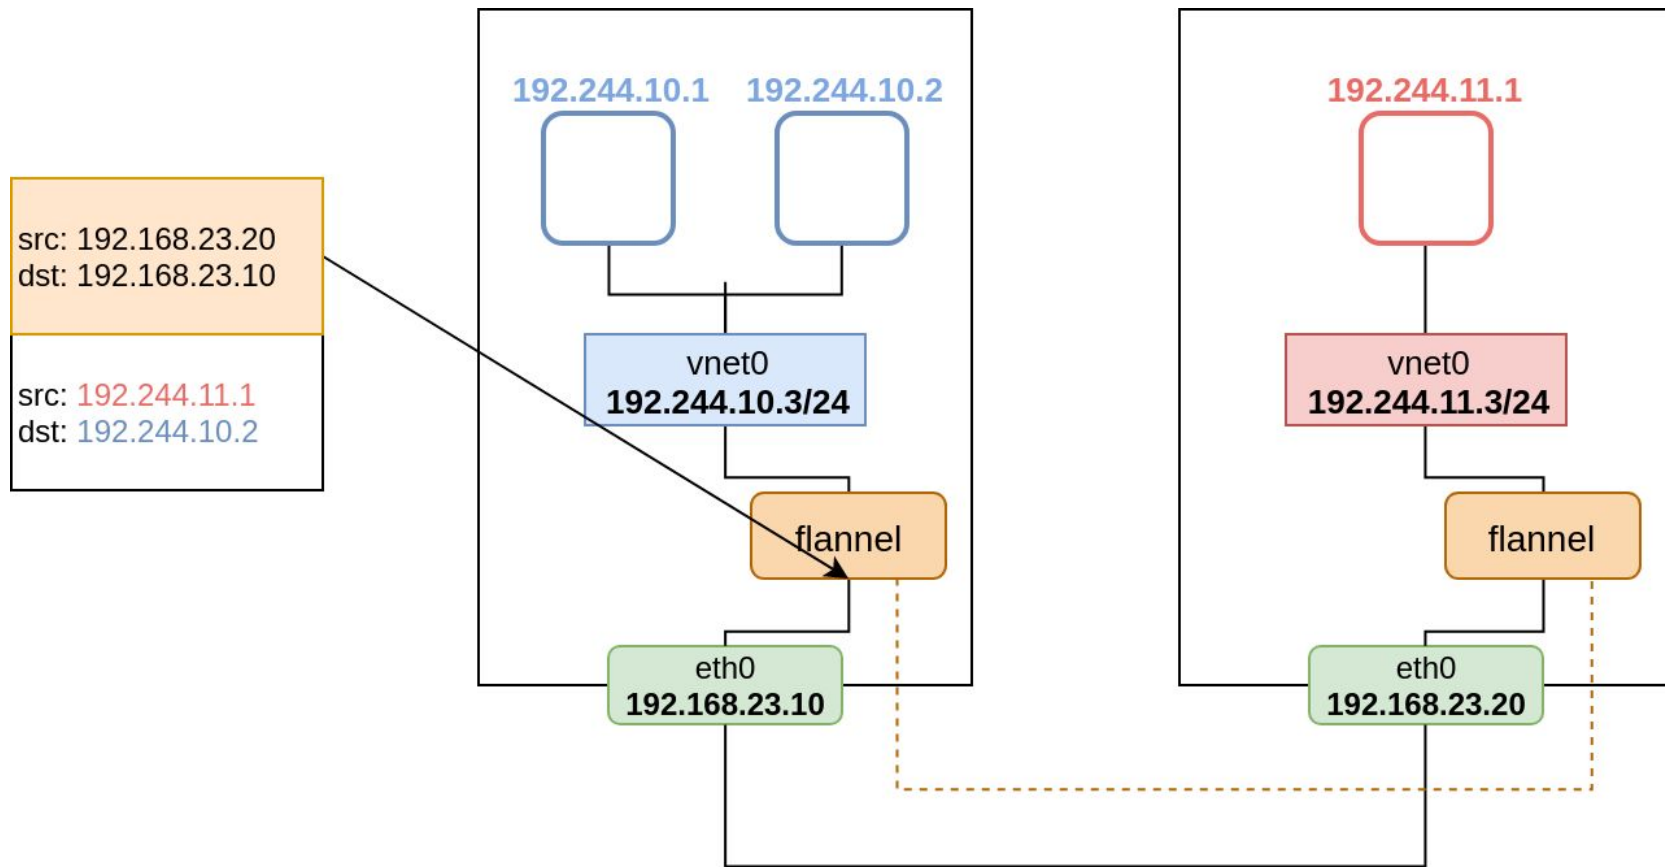 192.244.10.1
192.244.10.2
192.244.11.1
src: 192.168.23.20
dst: 192.168.23.10
src: 192.244.11.1
dst: 192.244.10.2
vnet0
192.244.10.3/24
vnet0
192.244.11.3/24
flannel
flannel
eth0
192.168.23.10
eth0
192.168.23.20